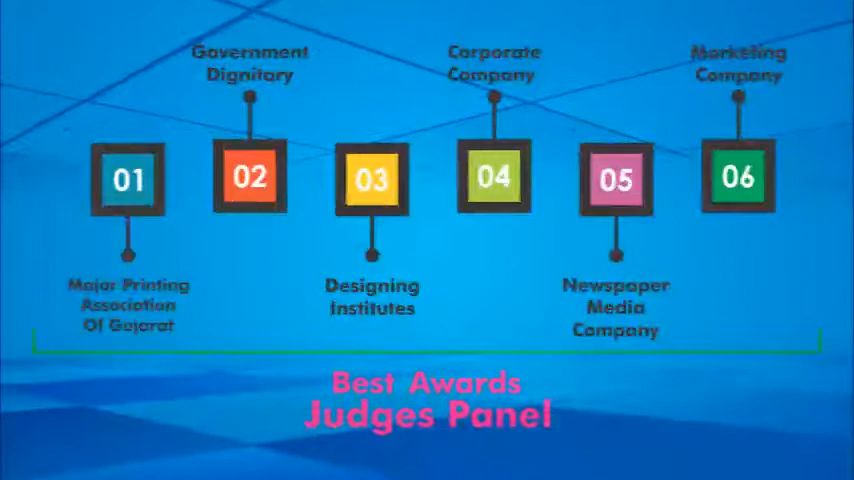 Government
Dignitary
Corporate
Company
Marketing
Company
01
02
03
04
05
06
Major Printing
Association
Of Gujarat
Designing
Institutes
Newspaper
Media
Company
Best Awards
Judges Panel